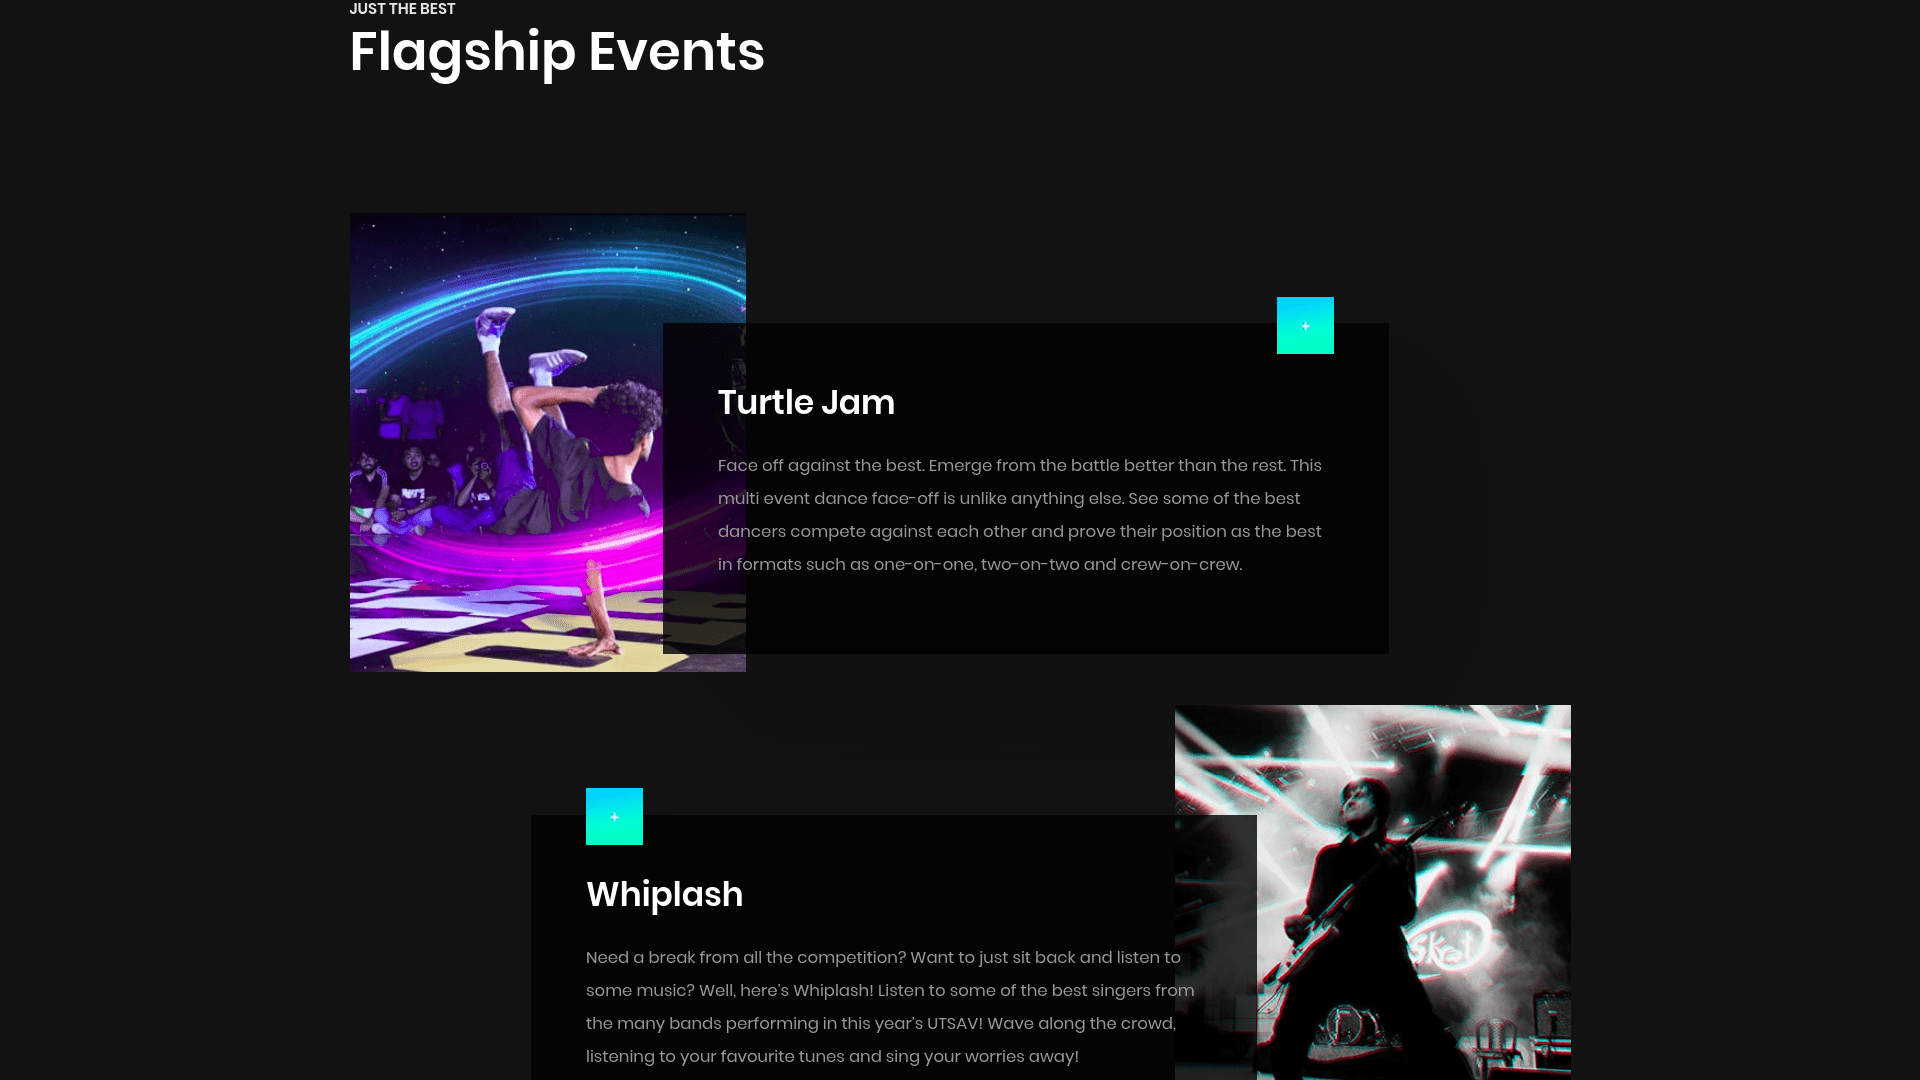 JUST THE BEST
Flagship Events
Turtle Jam
Face off against the best. Emerge from the battle better than the rest. This
multi event dance face-off is unlike anything else. See some of the best
dancers compete against each other and prove their position as the best
in formats such as one-on-one, two-on-two and crew-on-crew.
Whiplash
Need a break from all the competition? Want to just sit back and listen to
some music? Well, here's Whiplash! Listen to some of the best singers from
the many bands performing in this year's UTSAV! Wave along the crowd,
listening to your favourite tunes and sing your worries away!